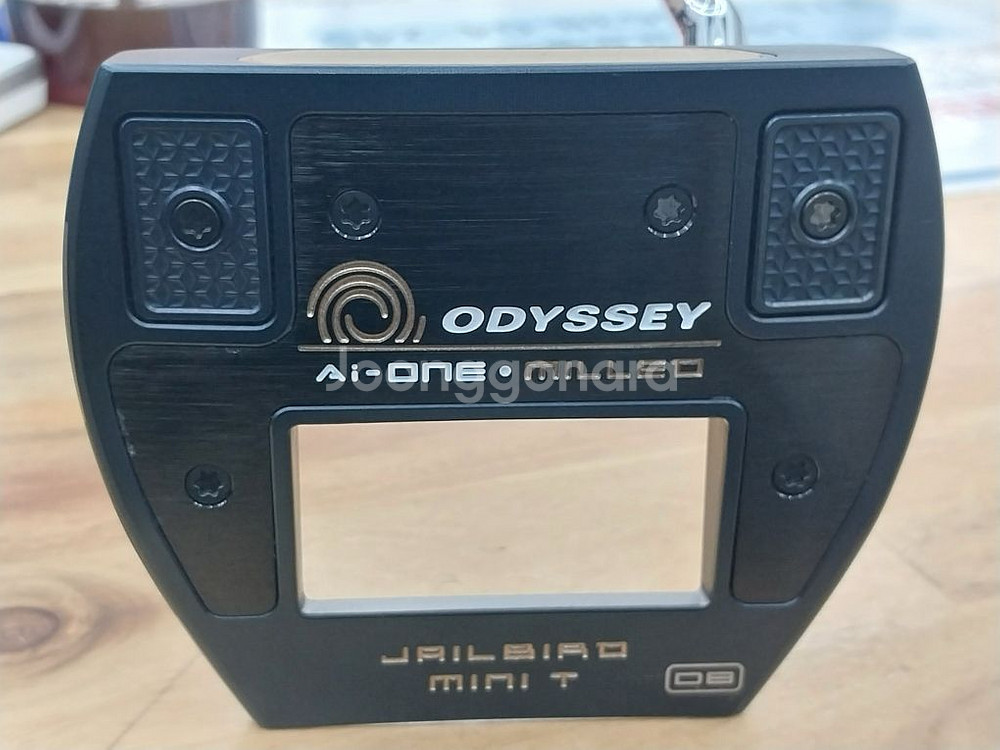 ODYSSEY
Ai-ONE • MILLED
Joonggonara
JAILBIRD
MINI T
DB